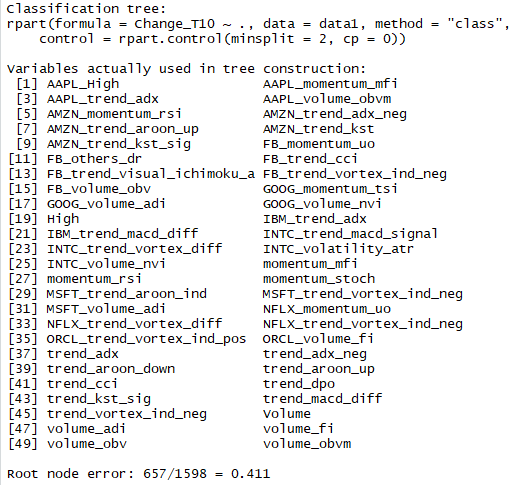 Classification tree:
rpart(formula = Change_T10 ~ ., data = data1, method = "class",
    control = rpart.control(minsplit = 2, cp = 0))

Variables actually used in tree construction:
 [1] AAPL_High                  AAPL_momentum_mfi
 [3] AAPL_trend_adx             AAPL_volume_obvm
 [5] AMZN_momentum_rsi          AMZN_trend_adx_neg
 [7] AMZN_trend_aroon_up        AMZN_trend_kst
 [9] AMZN_trend_kst_sig         FB_momentum_uo
[11] FB_others_dr               FB_trend_cci
[13] FB_trend_visual_ichimoku_a FB_trend_vortex_ind_neg
[15] FB_volume_obv              GOOG_momentum_tsi
[17] GOOG_volume_adi            GOOG_volume_nvi
[19] High                       IBM_trend_adx
[21] IBM_trend_macd_diff        INTC_trend_macd_signal
[23] INTC_trend_vortex_diff     INTC_volatility_atr
[25] INTC_volume_nvi            momentum_mfi
[27] momentum_rsi               momentum_stoch
[29] MSFT_trend_aroon_ind       MSFT_trend_vortex_ind_neg
[31] MSFT_volume_adi            NFLX_momentum_uo
[33] NFLX_trend_vortex_diff     NFLX_trend_vortex_ind_neg
[35] ORCL_trend_vortex_ind_pos  ORCL_volume_fi
[37] trend_adx                  trend_adx_neg
[39] trend_aroon_down           trend_aroon_up
[41] trend_cci                  trend_dpo
[43] trend_kst_sig              trend_macd_diff
[45] trend_vortex_ind_neg       Volume
[47] volume_adi                 volume_fi
[49] volume_obv                 volume_obvm

Root node error: 657/1598 = 0.411